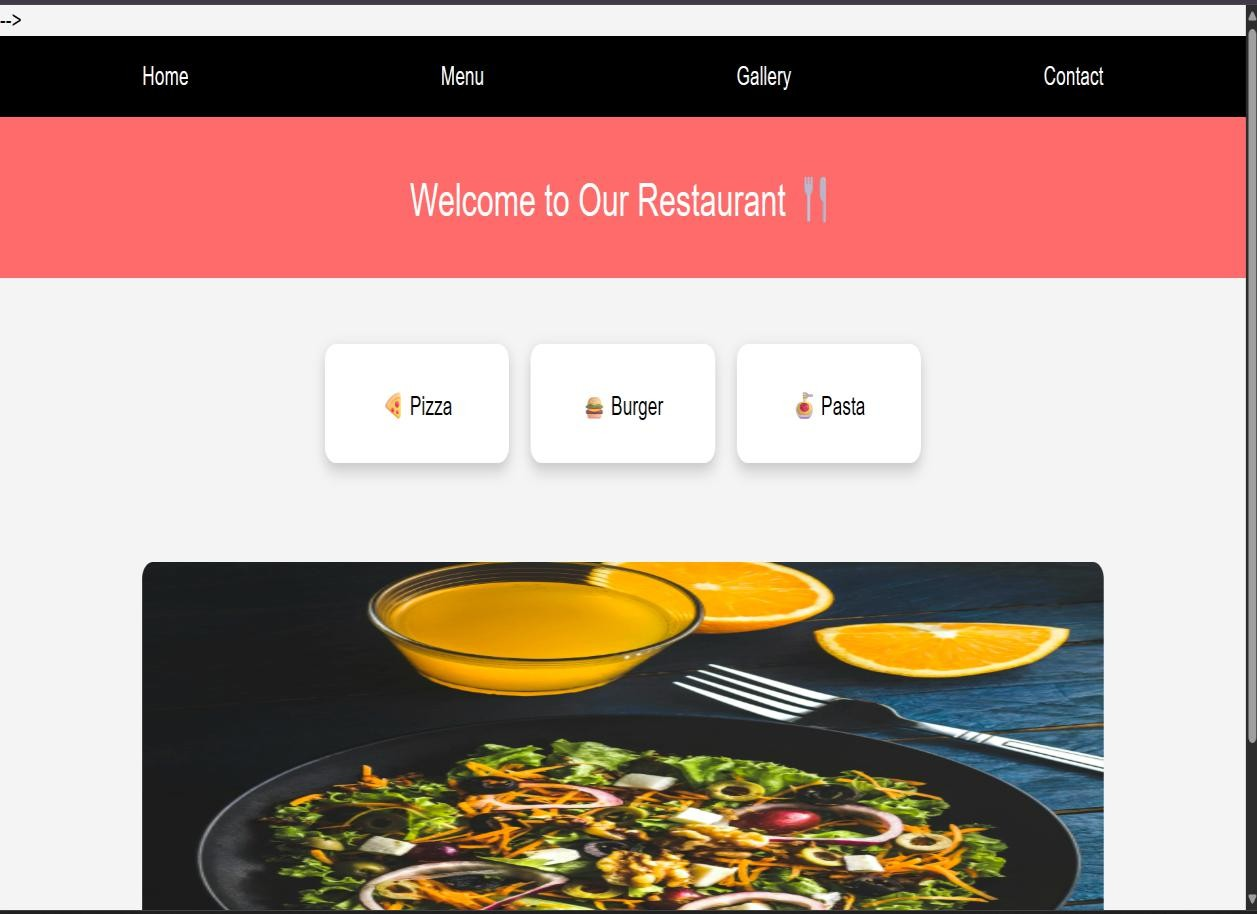 -->
Home Menu Gallery Contact
Welcome to Our Restaurant 🍴
🍕 Pizza 🍔 Burger 🍝 Pasta